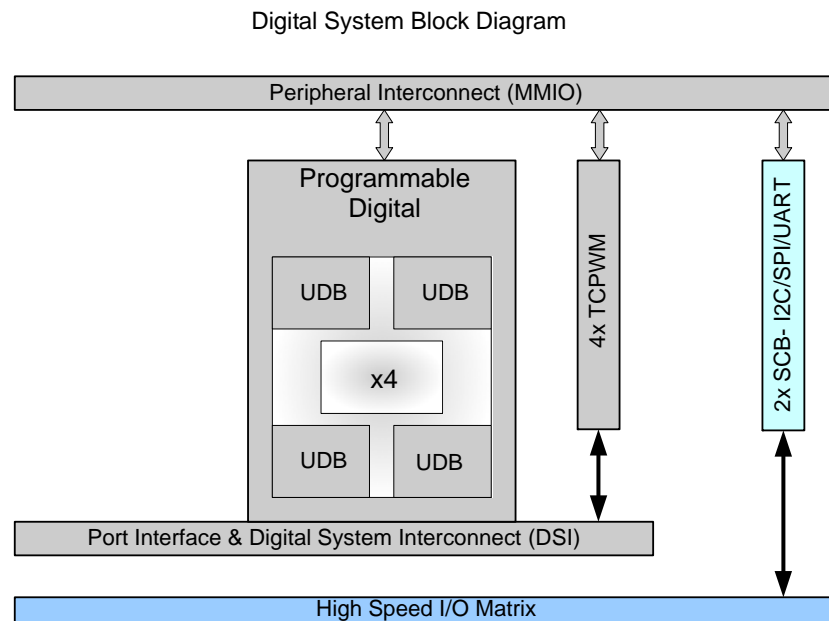 Digital System Block Diagram
Peripheral Interconnect (MMIO)
Programmable
Digital
UDB
UDB
x4
UDB
UDB
4x TCPWM
2x SCB- I2C/SPI/UART
Port Interface & Digital System Interconnect (DSI)
High Speed I/O Matrix